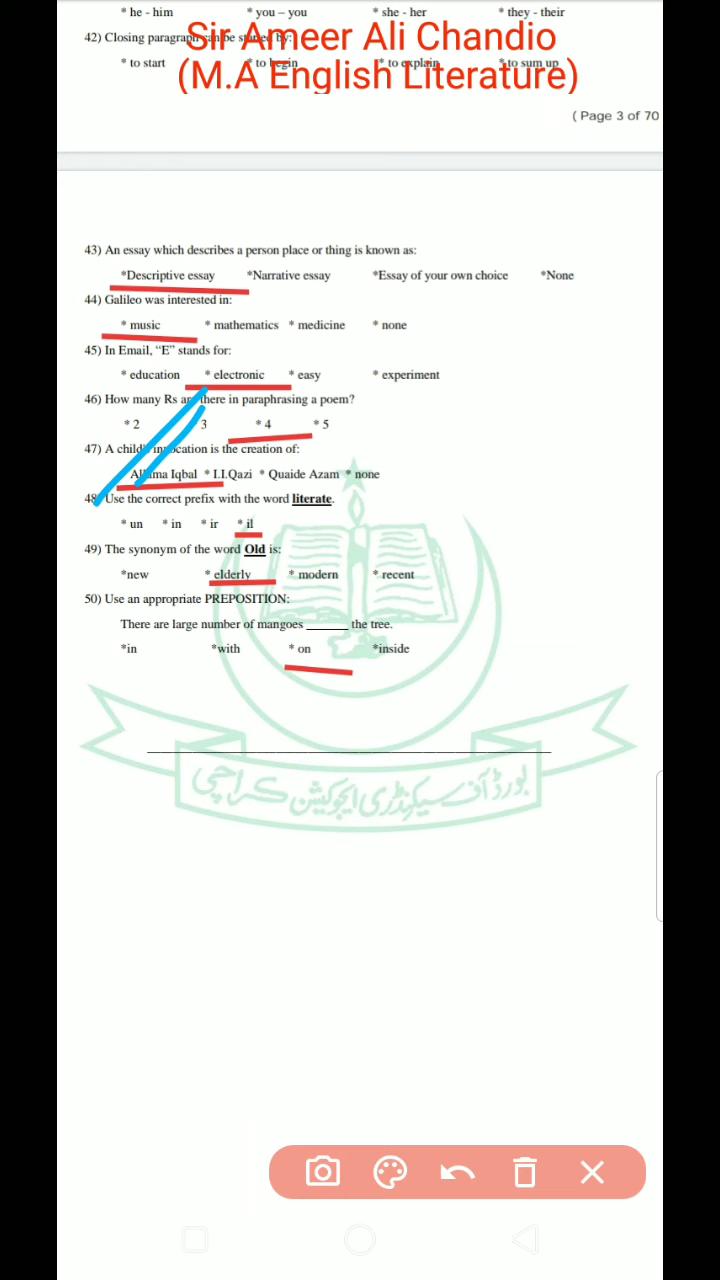 * he - him * you – you * she - her * they - their
Sir Ameer Ali Chandio
42) Closing paragraph can be started by:
* to start * to begin * to explain * to sum up
(M.A English Literature)
( Page 3 of 70
43) An essay which describes a person place or thing is known as:
*Descriptive essay *Narrative essay *Essay of your own choice *None
44) Galileo was interested in:
* music * mathematics * medicine * none
45) In Email, “E” stands for:
* education * electronic * easy * experiment
46) How many Rs are there in paraphrasing a poem?
* 2 3 * 4 * 5
47) A child's invocation is the creation of:
Allama Iqbal * I.I.Qazi * Quaide Azam * none
48) Use the correct prefix with the word literate.
* un * in * ir * il
49) The synonym of the word Old is:
*new * elderly * modern * recent
50) Use an appropriate PREPOSITION:
There are large number of mangoes _______ the tree.
*in *with * on *inside
بورڈ آف سیکنڈری ایجوکیشن کراچی